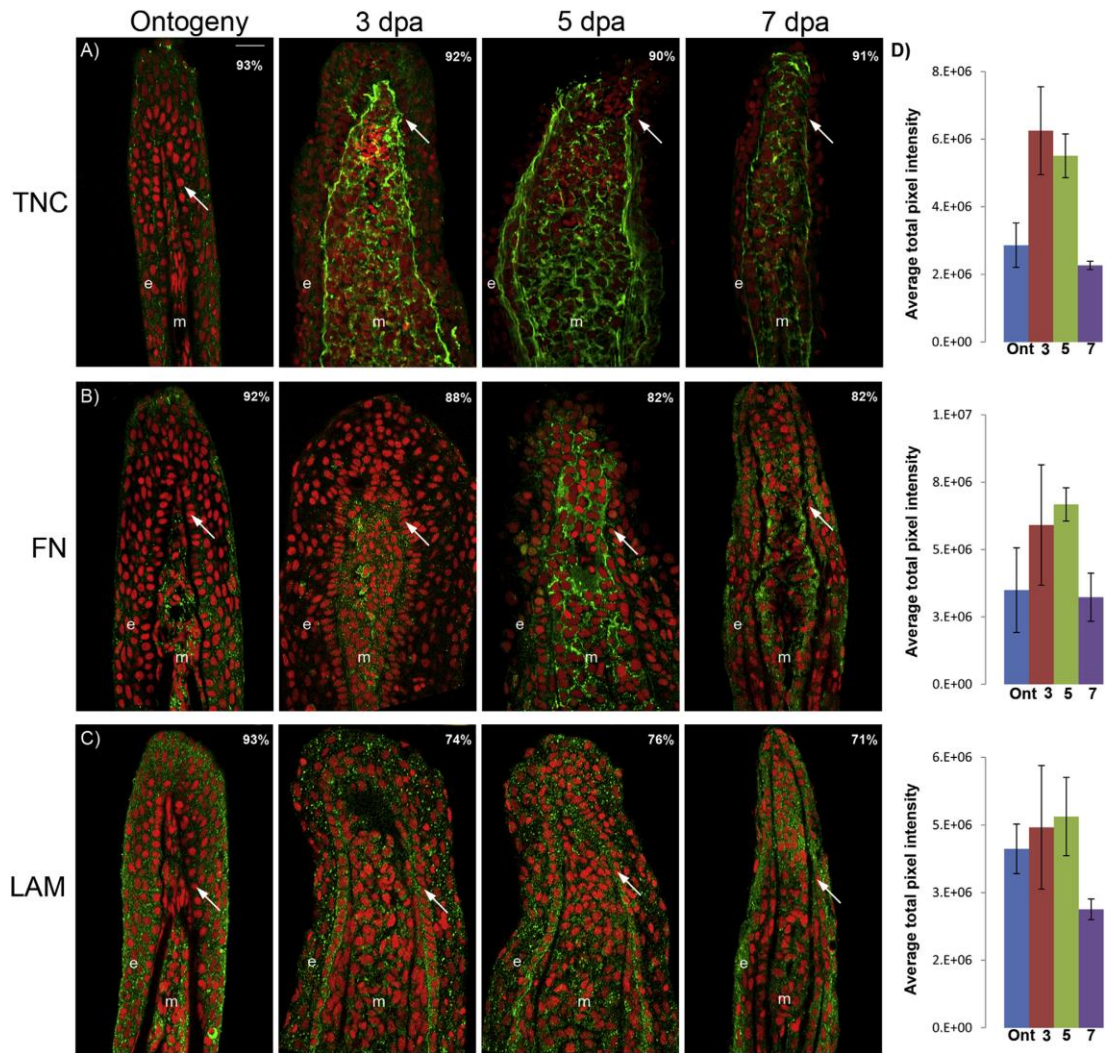 Ontogeny 3 dpa 5 dpa 7 dpa
A) 93% 92% 90% 91% D)
TNC
e m e m e m e m
Average total pixel intensity
8.E+06
6.E+06
4.E+06
2.E+06
0.E+00
Ont 3 5 7
B) 92% 88% 82% 82%
FN
e m e m e m e m
Average total pixel intensity
1.E+07
8.E+06
5.E+06
3.E+06
0.E+00
Ont 3 5 7
C) 93% 74% 76% 71%
LAM
e m e m e m e m
Average total pixel intensity
8.E+06
5.E+06
3.E+06
0.E+00
Ont 3 5 7